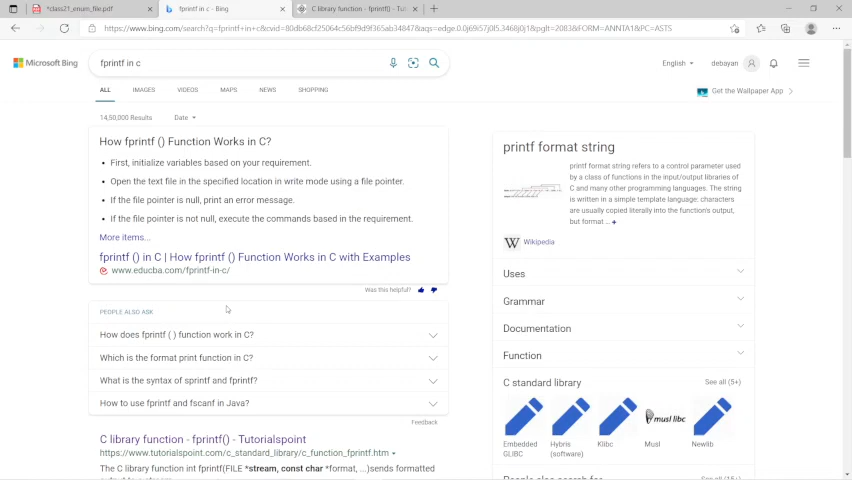 *class21_enum_file.pdf
fprintf in c - Bing
C library function - fprintf() - Tut
https://www.bing.com/search?q=fprintf+in+c&cvid=80db68cf25064c56bf9d9f365ab34847&aqs=edge.0.0j69i57j0l5.3468j0j1&pglt=2083&FORM=ANNTA1&PC=ASTS
Microsoft Bing
fprintf in c
English
debayan
ALL
IMAGES
VIDEOS
MAPS
NEWS
SHOPPING
Get the Wallpaper App
14,50,000 Results
Date
How fprintf () Function Works in C?
• First, initialize variables based on your requirement.
• Open the text file in the specified location in write mode using a file pointer.
• If the file pointer is null, print an error message.
• If the file pointer is not null, execute the commands based in the requirement.
More items...
fprintf () in C | How fprintf () Function Works in C with Examples
www.educba.com/fprintf-in-c/
Was this helpful?
PEOPLE ALSO ASK
How does fprintf ( ) function work in C?
Which is the format print function in C?
What is the syntax of sprintf and fprintf?
How to use fprintf and fscanf in Java?
Feedback
C library function - fprintf() - Tutorialspoint
https://www.tutorialspoint.com/c_standard_library/c_function_fprintf.htm
The C library function int fprintf(FILE *stream, const char *format, ...)sends formatted
printf format string
printf format string refers to a control parameter used
by a class of functions in the input/output libraries of
C and many other programming languages. The string
is written in a simple template language: characters
are usually copied literally into the function's output,
but format ... +
W Wikipedia
Uses
Grammar
Documentation
Function
C standard library
See all (5+)
Embedded
GLIBC
Hybris
(software)
Klibc
musl libc
Musl
Newlib